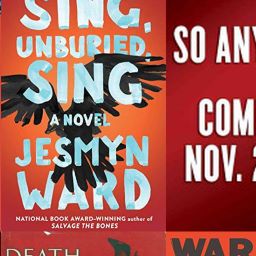 SING,
UNBURIED,
SING
A NOVEL
JESMYN
WARD
NATIONAL BOOK AWARD–WINNING author of
SALVAGE THE BONES
SO ANY
COM
NOV. 2
DEATH
WAR